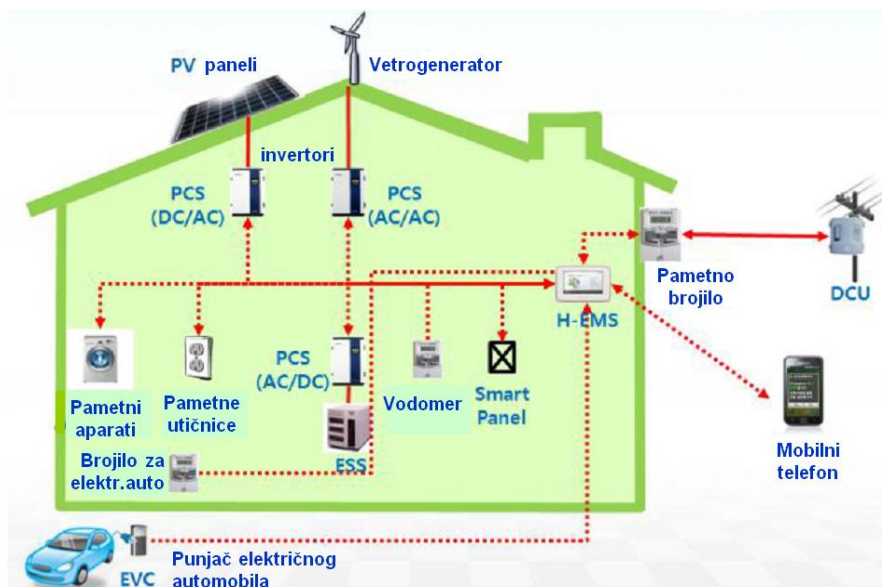 PV paneli
Vetrogenerator
invertori
PCS
(DC/AC)
PCS
(AC/AC)
Pametno
brojilo
DCU
H-EMS
PCS
(AC/DC)
Pametni
aparati
Pametne
utičnice
Vodomer
Smart
Panel
ESS
Mobilni
telefon
Brojilo za
elektr.auto
EVC
Punjač električnog
automobila